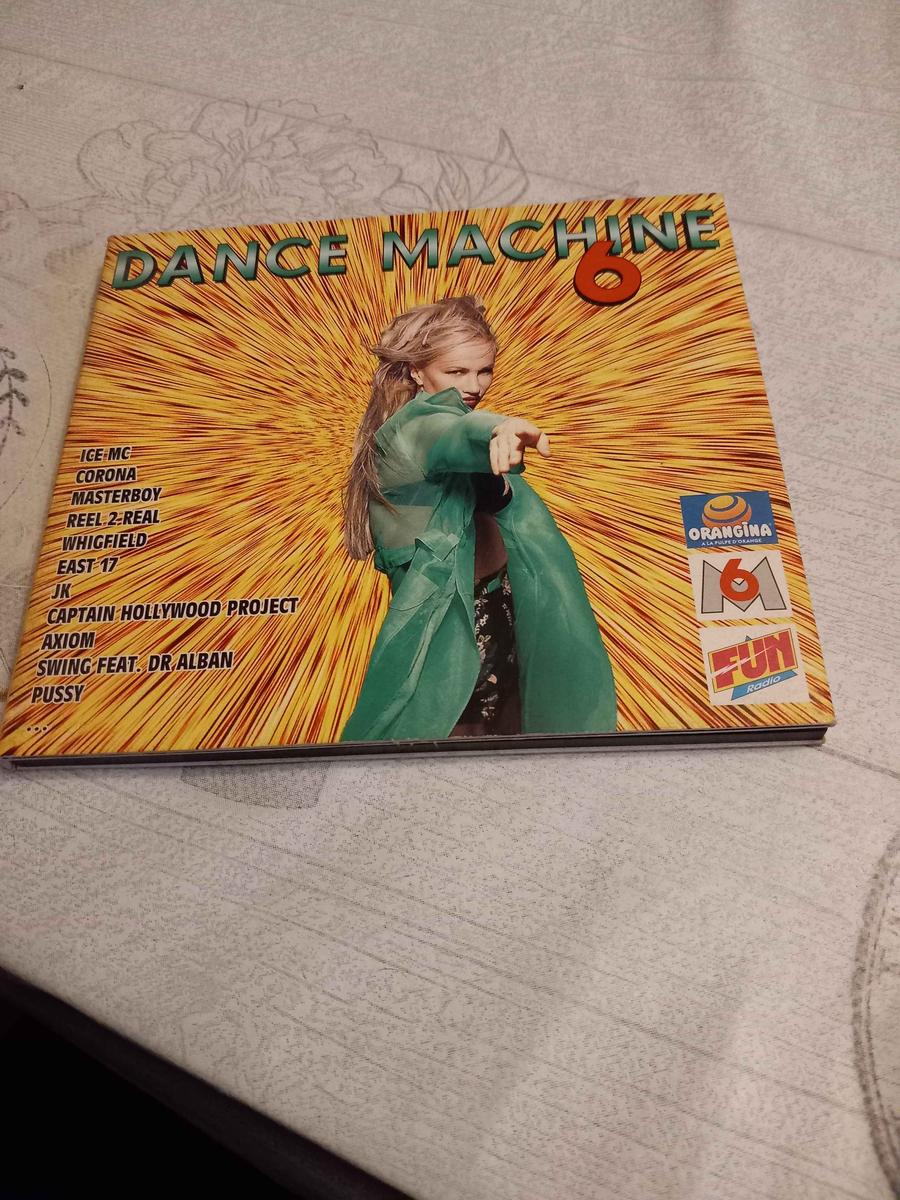 DANCE MACHINE
6
ICE MC
CORONA
MASTERBOY
REEL 2 REAL
WHIGFIELD
EAST 17
JK
CAPTAIN HOLLYWOOD PROJECT
AXIOM
SWING FEAT. DR ALBAN
PUSSY
...
ORANGINA
A LA PULPE D'ORANGE
M6
FUN
Radio